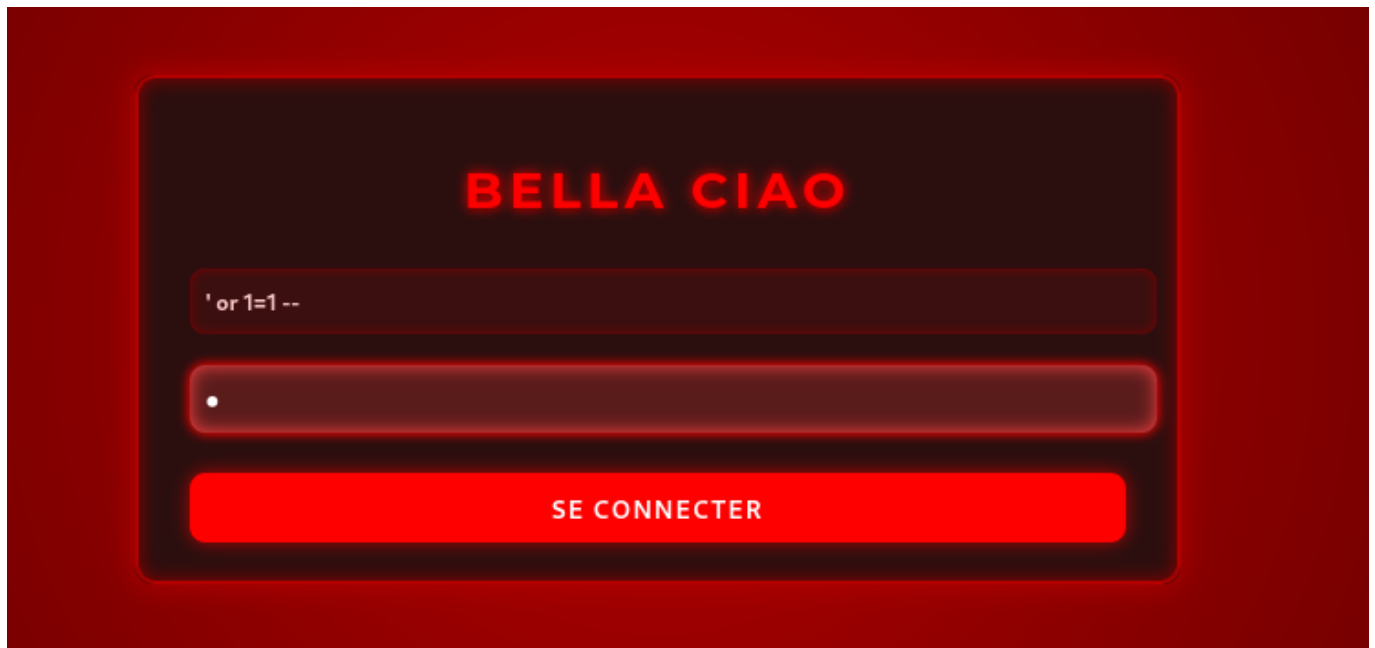 BELLA CIAO
' or 1=1 --
SE CONNECTER